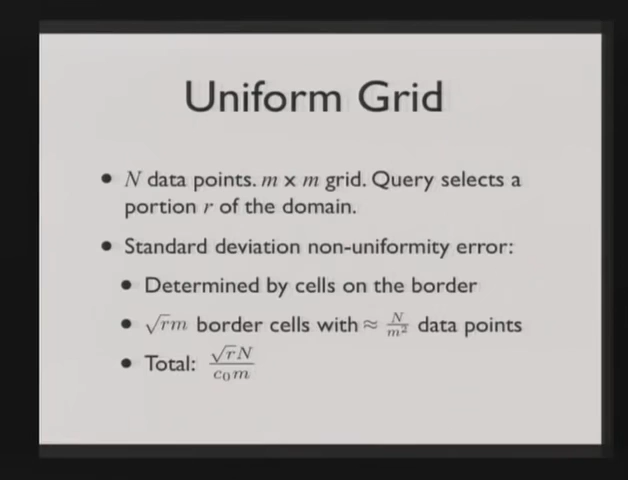 Uniform Grid
• N data points. m x m grid. Query selects a
portion r of the domain.
• Standard deviation non-uniformity error:
• Determined by cells on the border
• √rm border cells with ≈ N/m² data points
• Total: √rN/c₀m